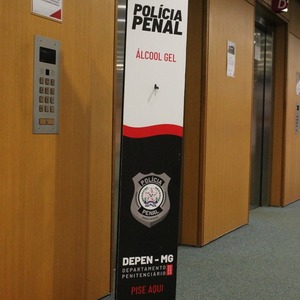 POLÍCIA
PENAL
ÁLCOOL GEL
POLÍCIA
PENAL
DEPEN - MG
DEPARTAMENTO
PENITENCIÁRIO
PISE AQUI